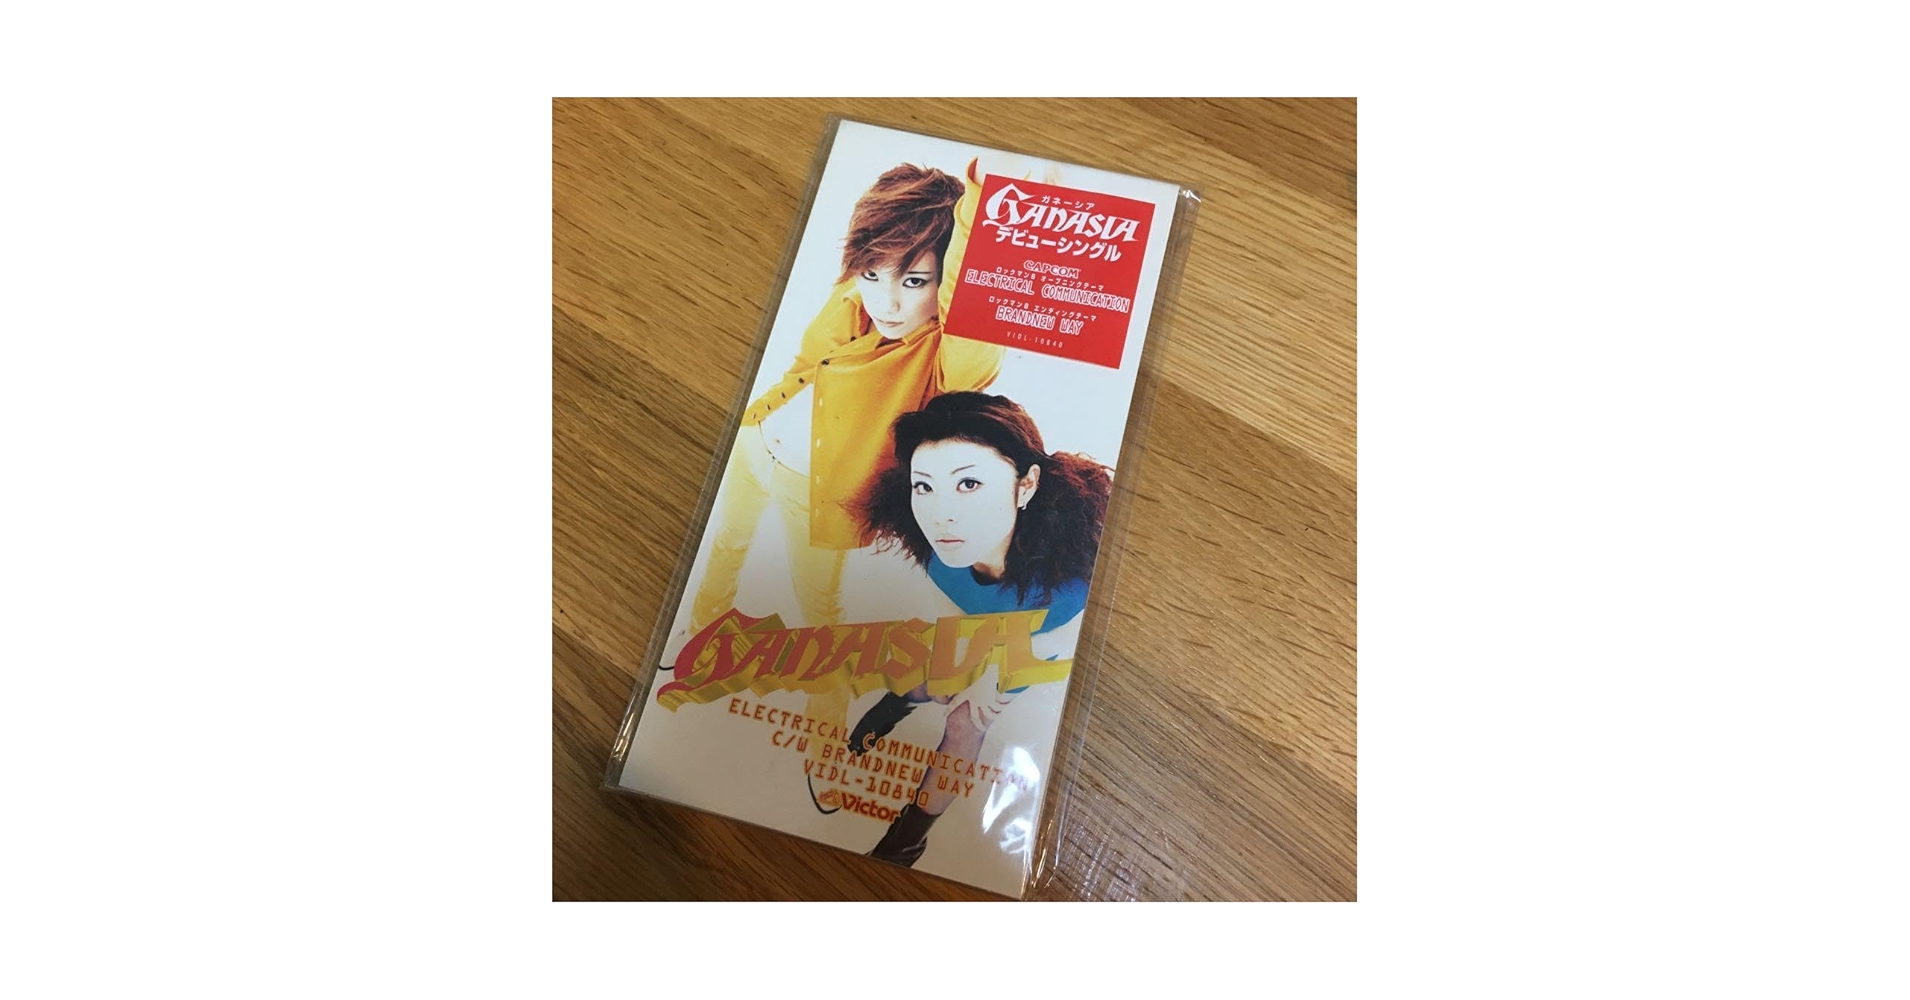 ガネーシア
GANASIA
デビューシングル
CAPCOM
ロックマン8 オープニングテーマ
ELECTRICAL COMMUNICATION
ロックマン8 エンディングテーマ
BRANDNEW WAY
VIDL-10840
GANASIA
ELECTRICAL COMMUNICATION
C/W BRANDNEW WAY
VIDL-10840
Victor